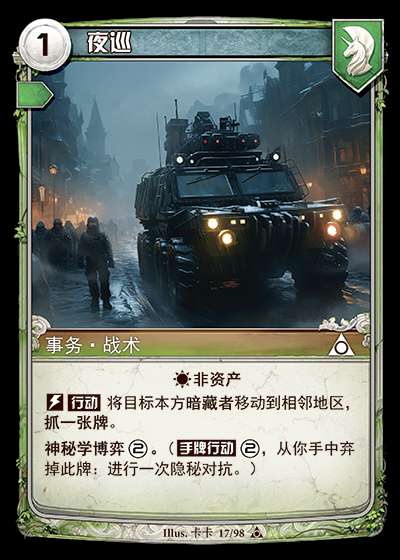 1
夜巡
事务·战术
非资产
行动 将目标本方暗藏者移动到相邻地区,
抓一张牌。
神秘学博弈 ②。(手牌行动 ②, 从你手中弃
掉此牌: 进行一次隐秘对抗。)
Illus. 卡卡 17/98